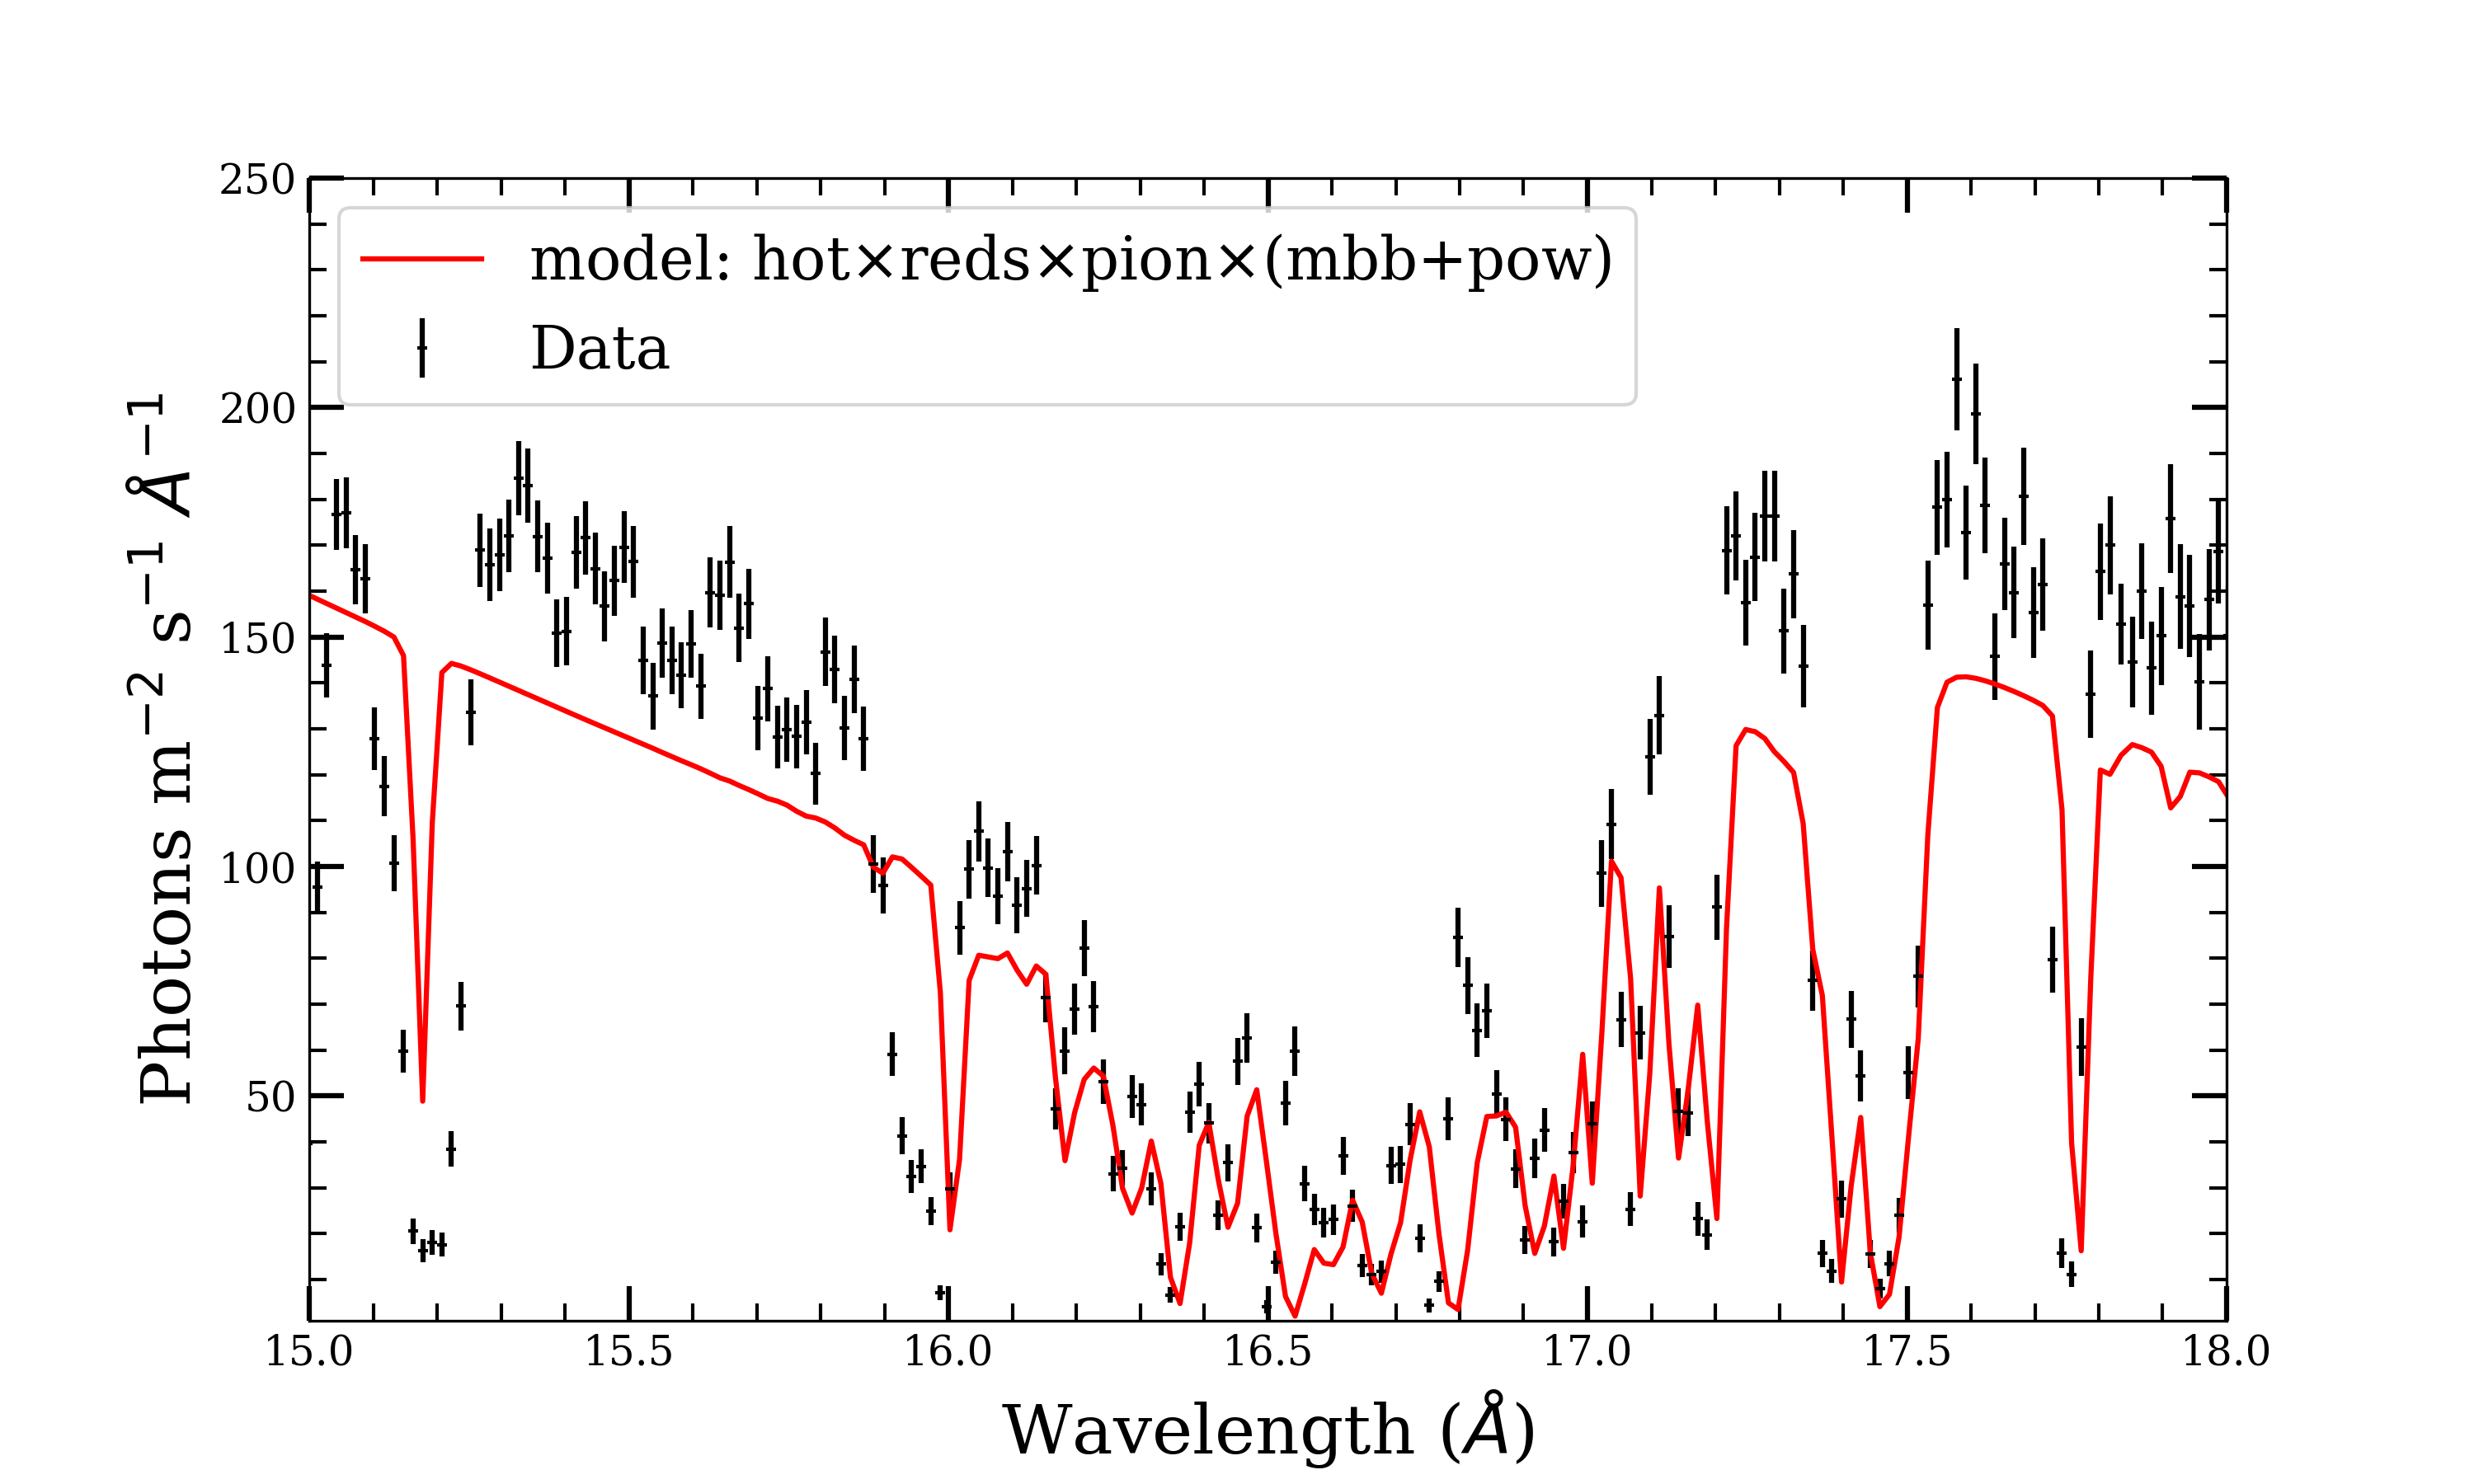 250
200
150
100
50
Photons m⁻² s⁻¹ Å⁻¹
model: hot×reds×pion×(mbb+pow)
Data
15.0 15.5 16.0 16.5 17.0 17.5 18.0
Wavelength (Å)